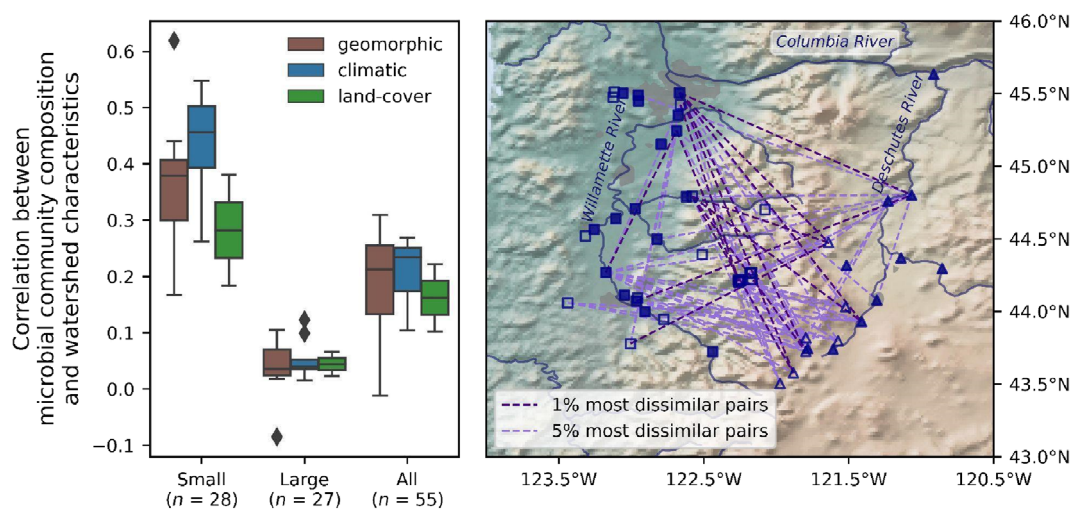 Correlation between
microbial community composition
and watershed characteristics
0.6
0.5
0.4
0.3
0.2
0.1
0.0
−0.1
geomorphic
climatic
land-cover
Small
(n = 28)
Large
(n = 27)
All
(n = 55)
Columbia River
Willamette River
Deschutes River
1% most dissimilar pairs
5% most dissimilar pairs
46.0°N
45.5°N
45.0°N
44.5°N
44.0°N
43.5°N
43.0°N
123.5°W
122.5°W
121.5°W
120.5°W